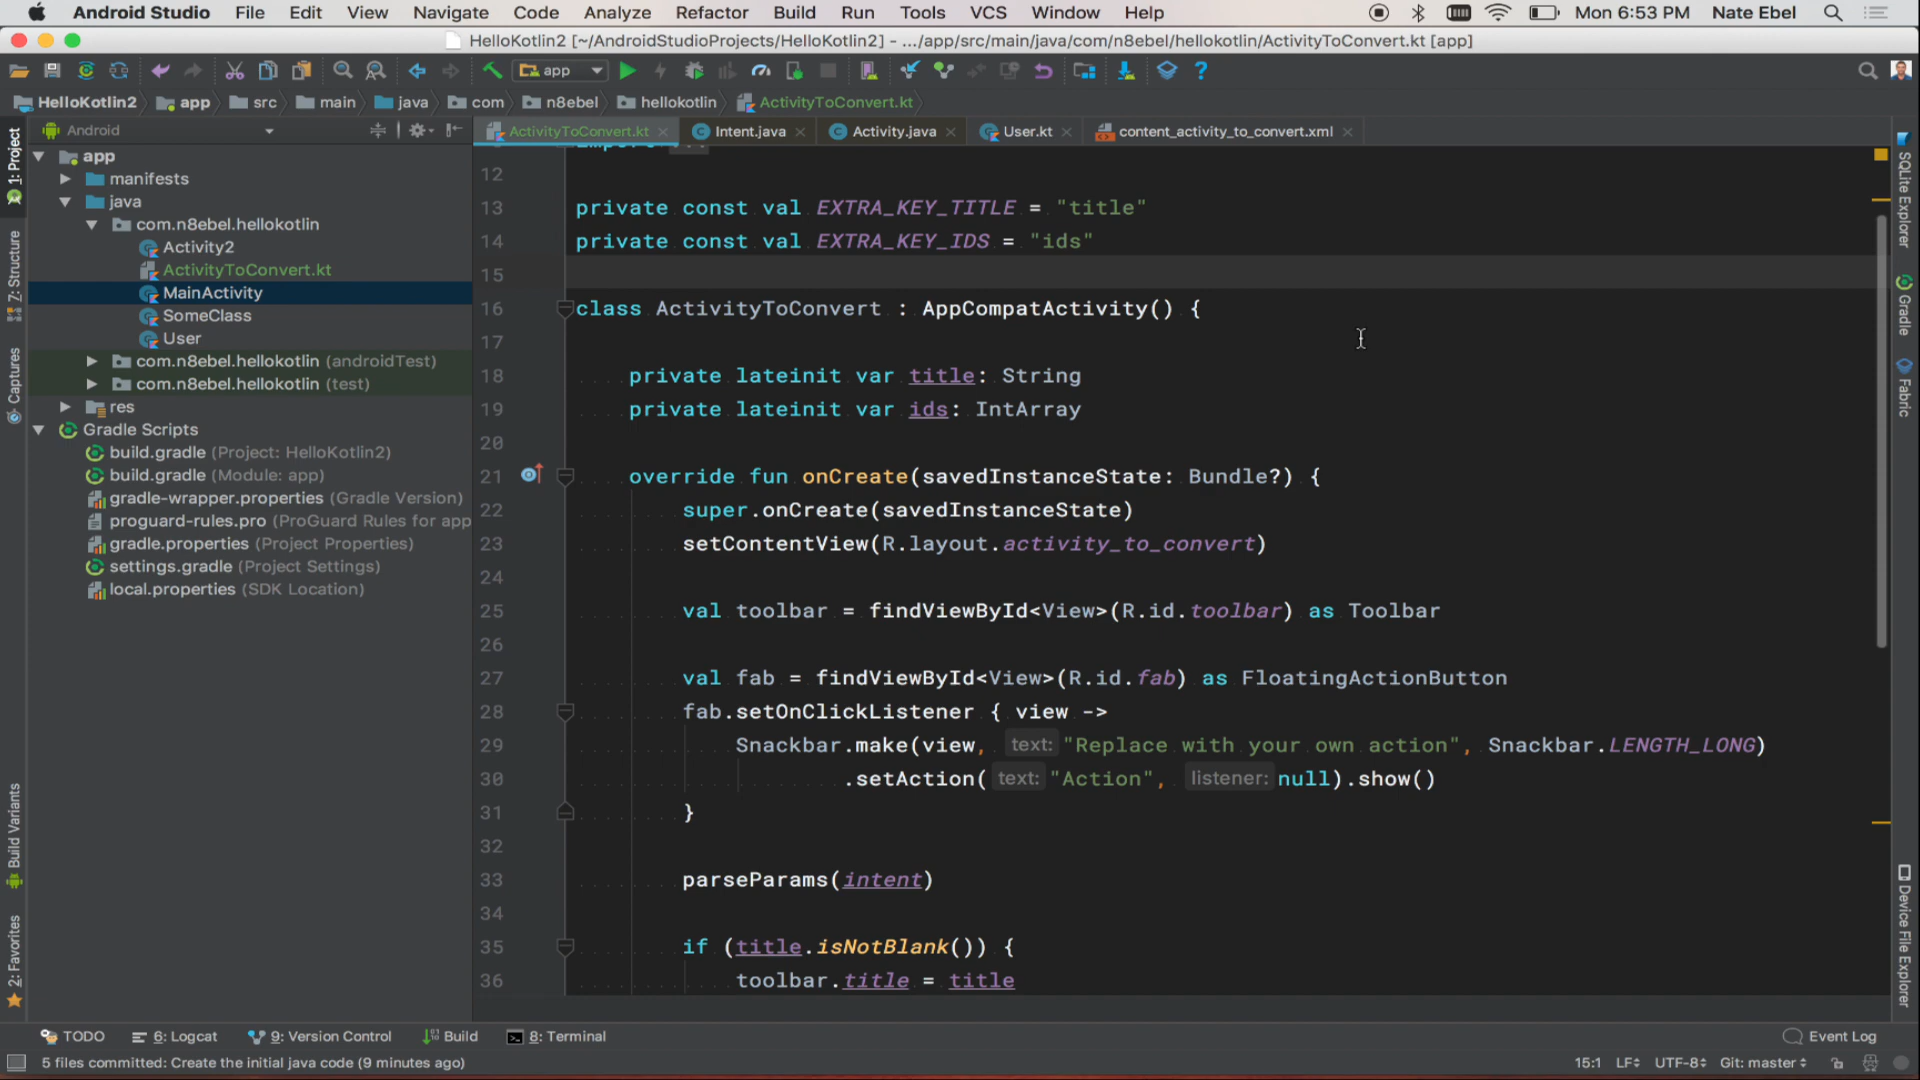 Android Studio File Edit View Navigate Code Analyze Refactor Build Run Tools VCS Window Help Mon 6:53 PM Nate Ebel
HelloKotlin2 [~/AndroidStudioProjects/HelloKotlin2] - .../app/src/main/java/com/n8ebel/hellokotlin/ActivityToConvert.kt [app]
app
HelloKotlin2 app src main java com n8ebel hellokotlin ActivityToConvert.kt
Android
ActivityToConvert.kt Intent.java Activity.java User.kt content_activity_to_convert.xml
1: Project
7: Structure
Captures
Build Variants
2: Favorites
app
manifests
java
com.n8ebel.hellokotlin
Activity2
ActivityToConvert.kt
MainActivity
SomeClass
User
com.n8ebel.hellokotlin (androidTest)
com.n8ebel.hellokotlin (test)
res
Gradle Scripts
build.gradle (Project: HelloKotlin2)
build.gradle (Module: app)
gradle-wrapper.properties (Gradle Version)
proguard-rules.pro (ProGuard Rules for app
gradle.properties (Project Properties)
settings.gradle (Project Settings)
local.properties (SDK Location)
import ...
12
13 private const val EXTRA_KEY_TITLE = "title"
14 private const val EXTRA_KEY_IDS = "ids"
15
16 class ActivityToConvert : AppCompatActivity() {
17
18 private lateinit var title: String
19 private lateinit var ids: IntArray
20
21 override fun onCreate(savedInstanceState: Bundle?) {
22 super.onCreate(savedInstanceState)
23 setContentView(R.layout.activity_to_convert)
24
25 val toolbar = findViewById<View>(R.id.toolbar) as Toolbar
26
27 val fab = findViewById<View>(R.id.fab) as FloatingActionButton
28 fab.setOnClickListener { view ->
29 Snackbar.make(view, text: "Replace with your own action", Snackbar.LENGTH_LONG)
30 .setAction( text: "Action", listener: null).show()
31 }
32
33 parseParams(intent)
34
35 if (title.isNotBlank()) {
36 toolbar.title = title
SQLite Explorer
Gradle
Fabric
Device File Explorer
TODO 6: Logcat 9: Version Control Build 8: Terminal Event Log
5 files committed: Create the initial java code (9 minutes ago) 15:1 LF UTF-8 Git: master